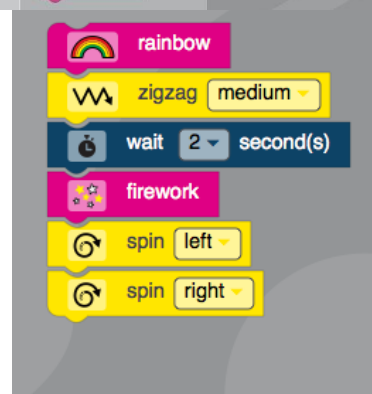 rainbow
zigzag medium
wait 2 second(s)
firework
spin left
spin right